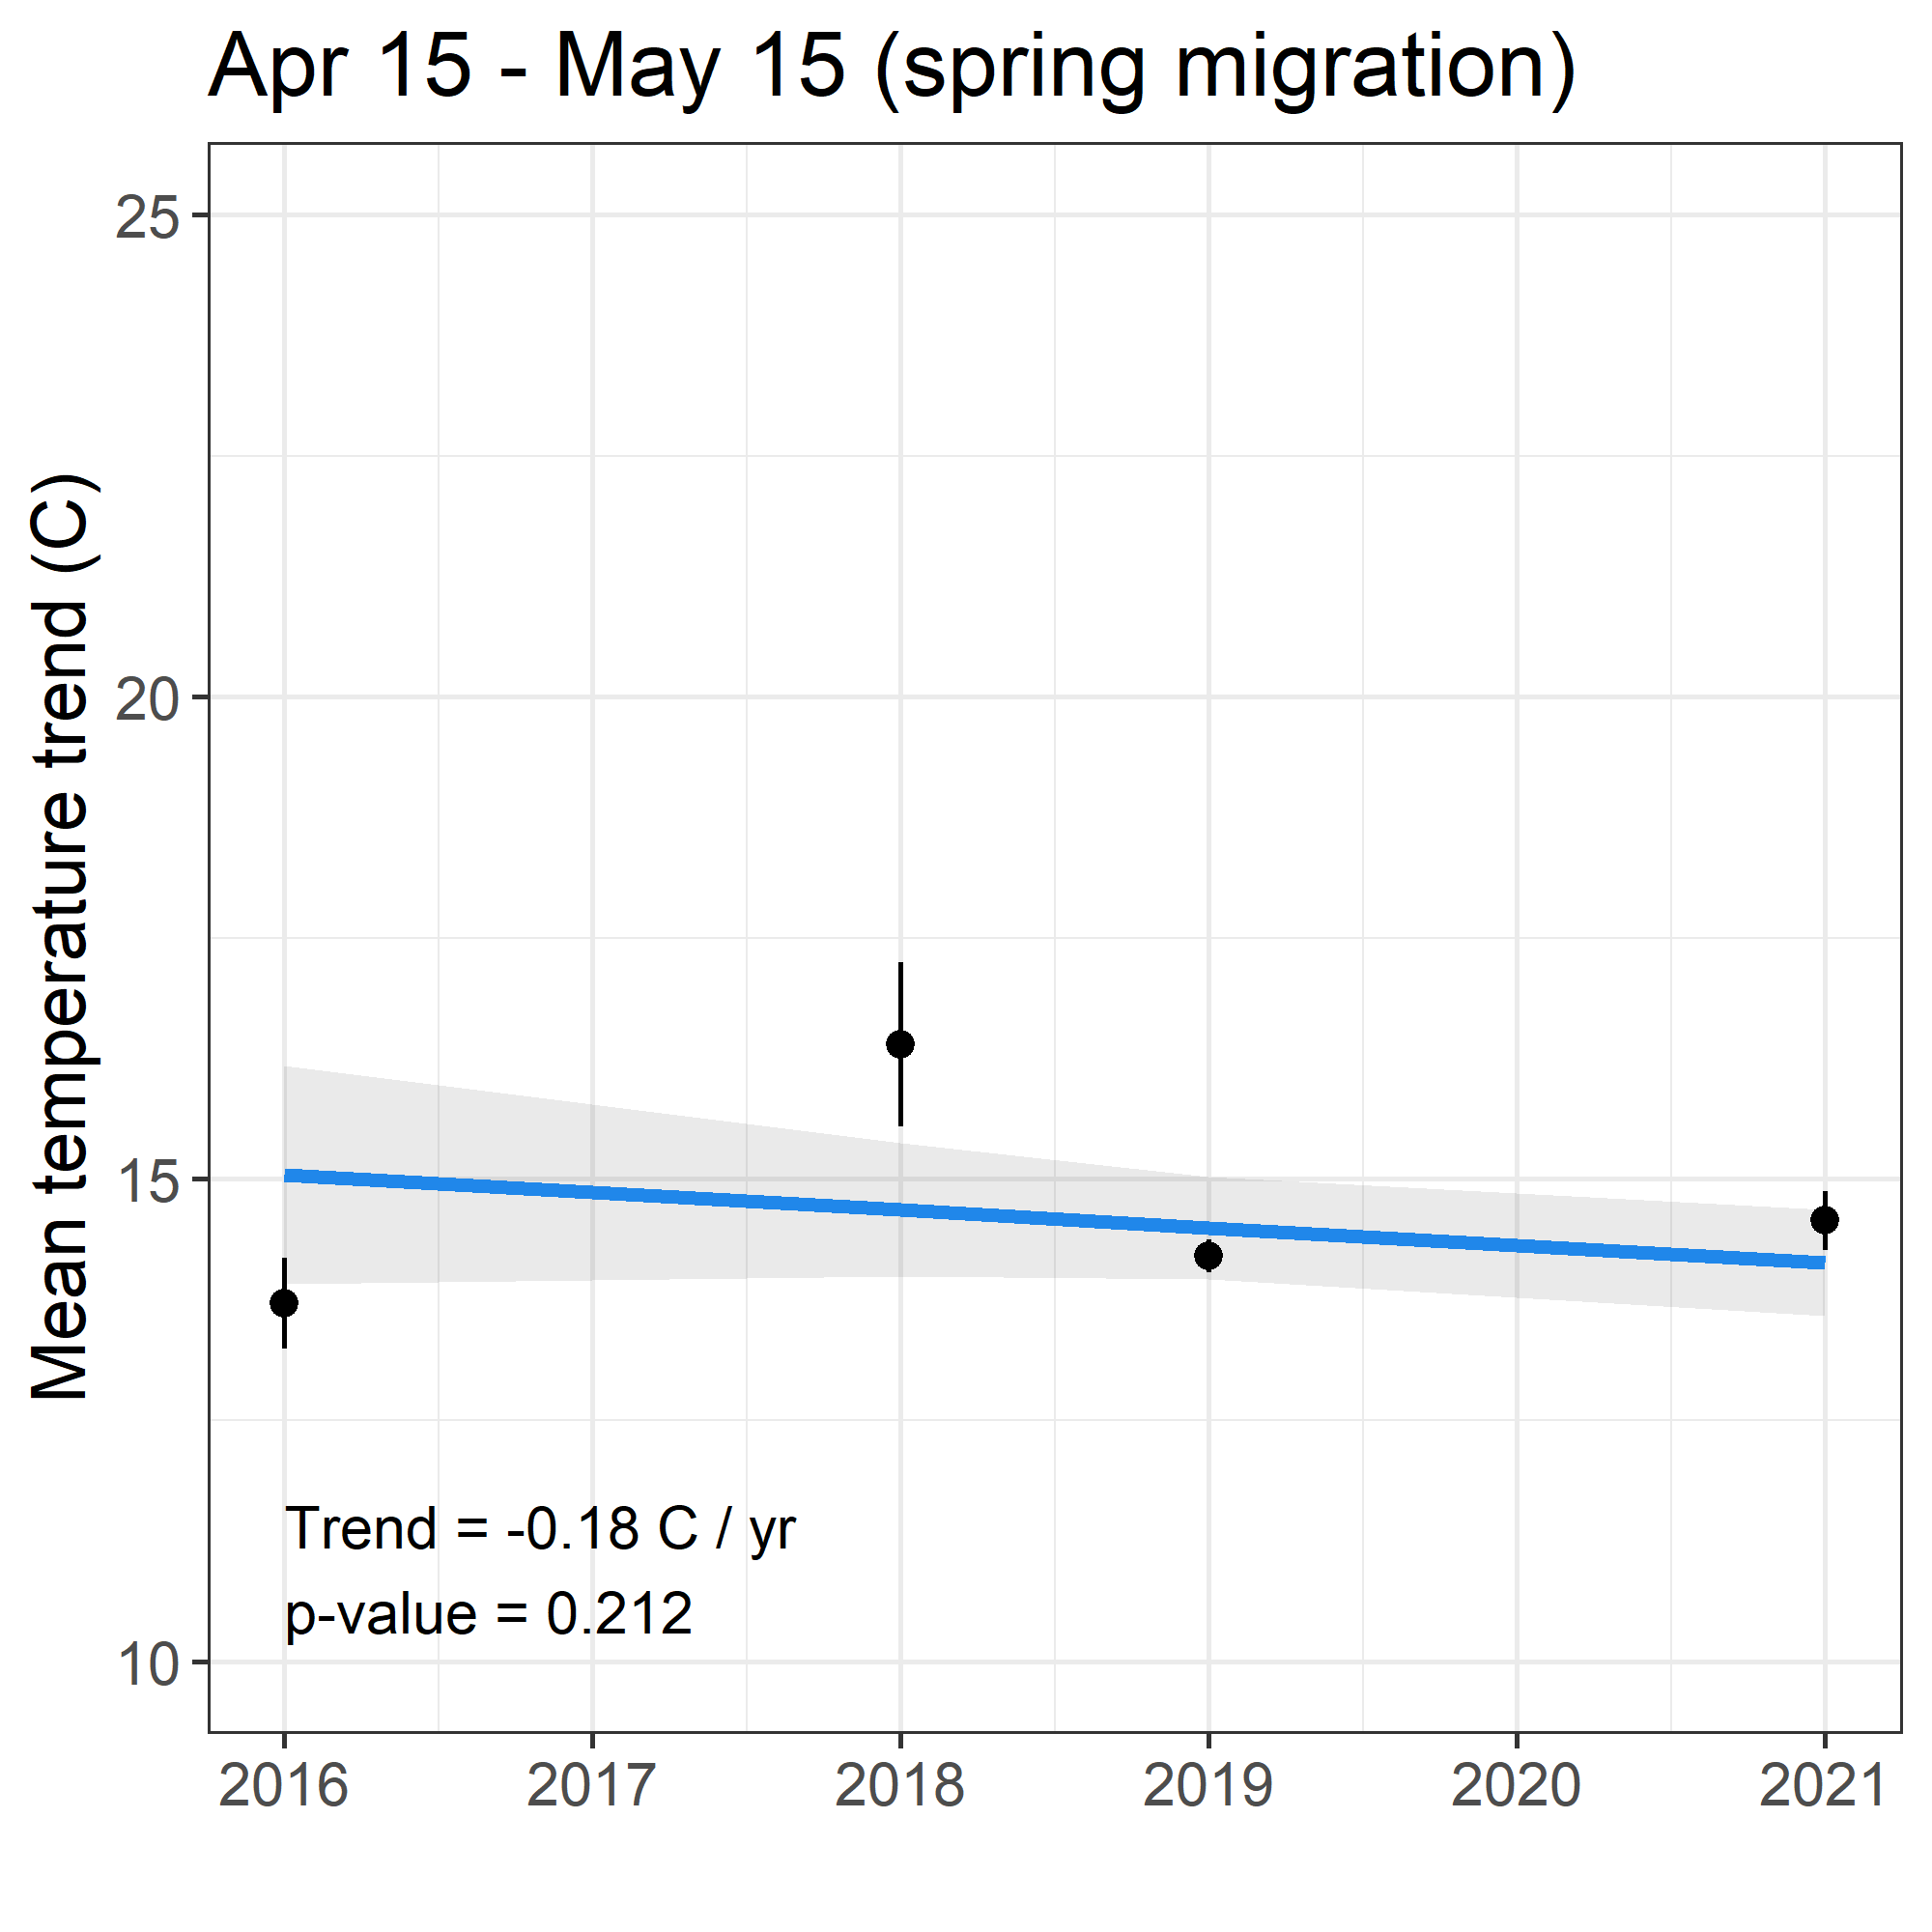 Apr 15 - May 15 (spring migration)
Mean temperature trend (C)
25
20
15
10
Trend = -0.18 C / yr
p-value = 0.212
2016 2017 2018 2019 2020 2021